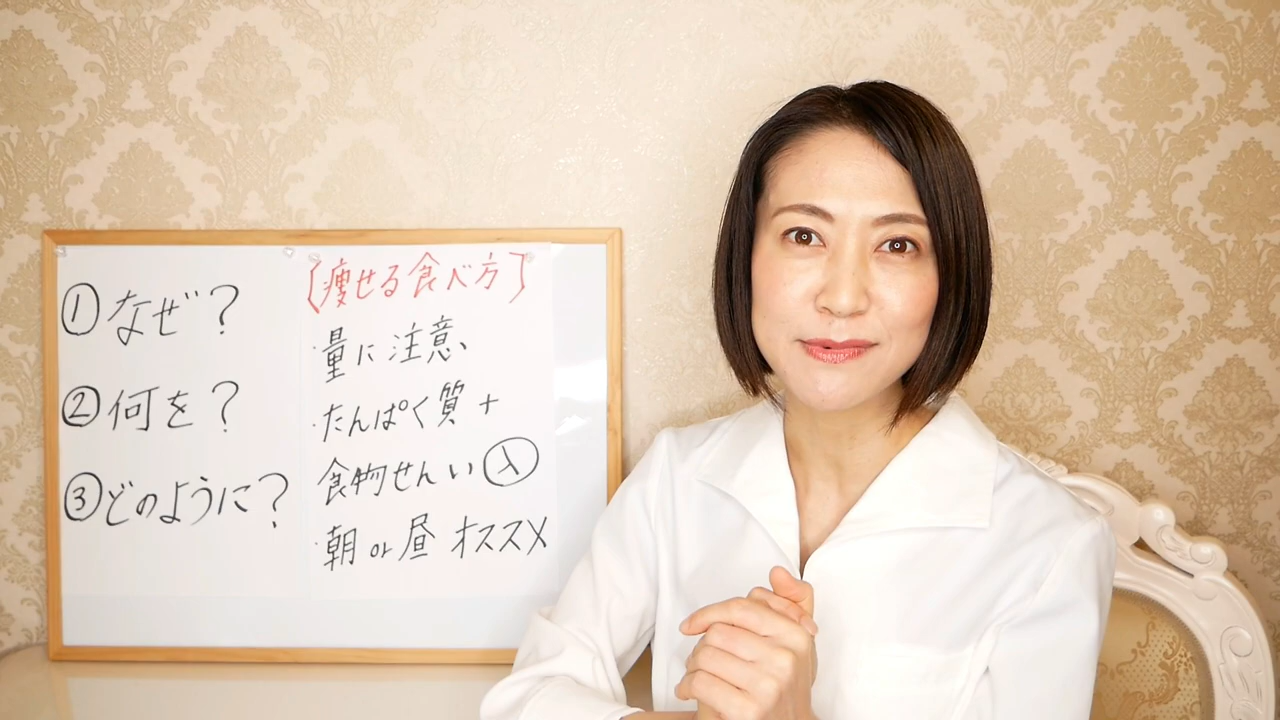 ①なぜ？
②何を？
③どのように？
[痩せる食べ方]
・量に注意、
・たんぱく質＋
食物せんい入
・朝 or 昼 オススメ